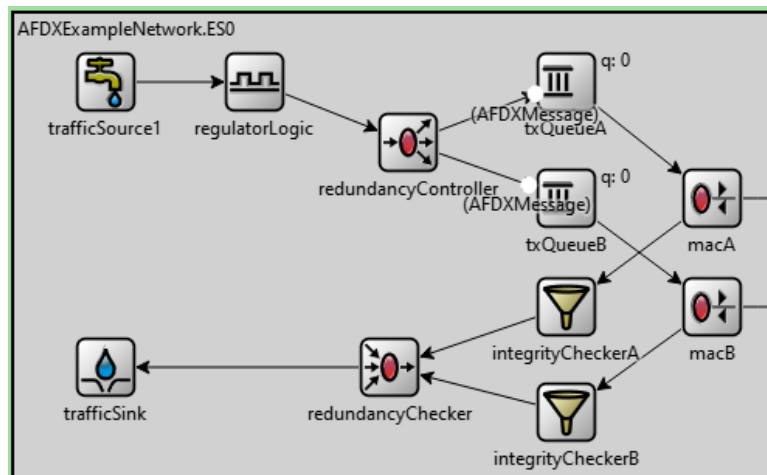 AFDXExampleNetwork.ES0
q: 0
trafficSource1
regulatorLogic
(AFDXMessage)
txQueueA
redundancyController
q: 0
(AFDXMessage)
txQueueB
macA
integrityCheckerA
macB
trafficSink
redundancyChecker
integrityCheckerB